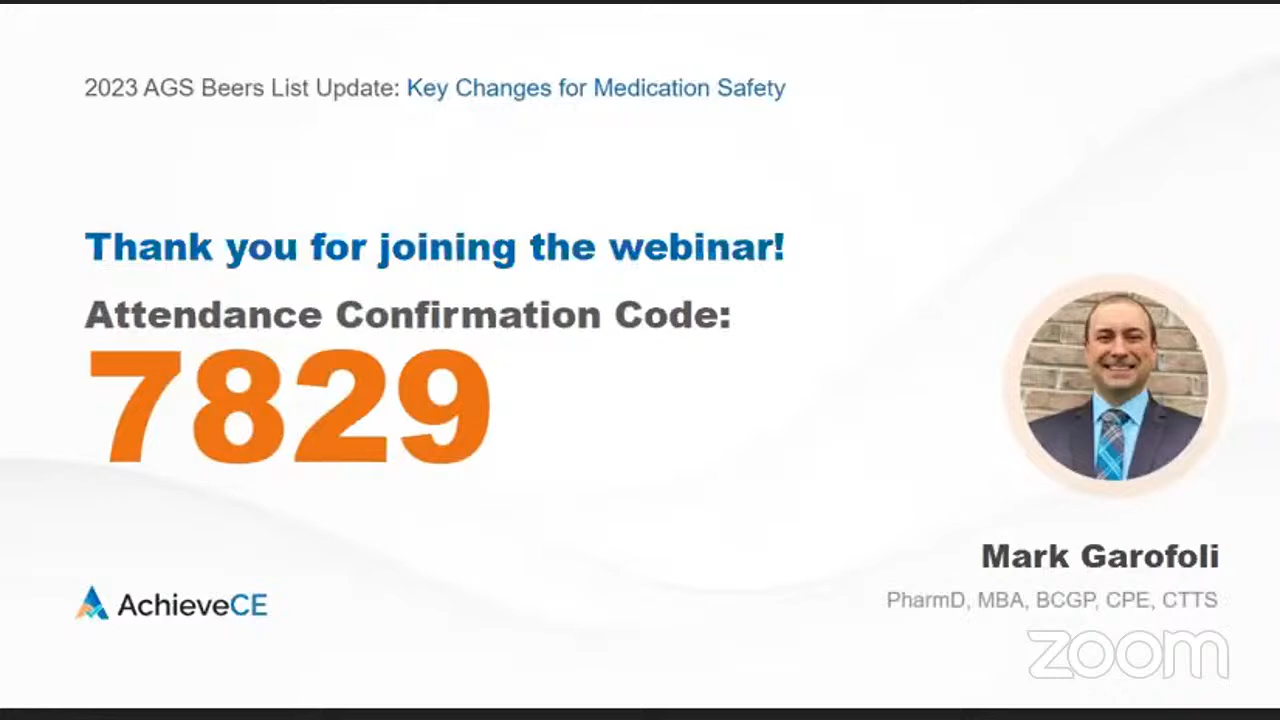 2023 AGS Beers List Update: Key Changes for Medication Safety
Thank you for joining the webinar!
Attendance Confirmation Code:
7829
AchieveCE
Mark Garofoli
PharmD, MBA, BCGP, CPE, CTTS
zoom